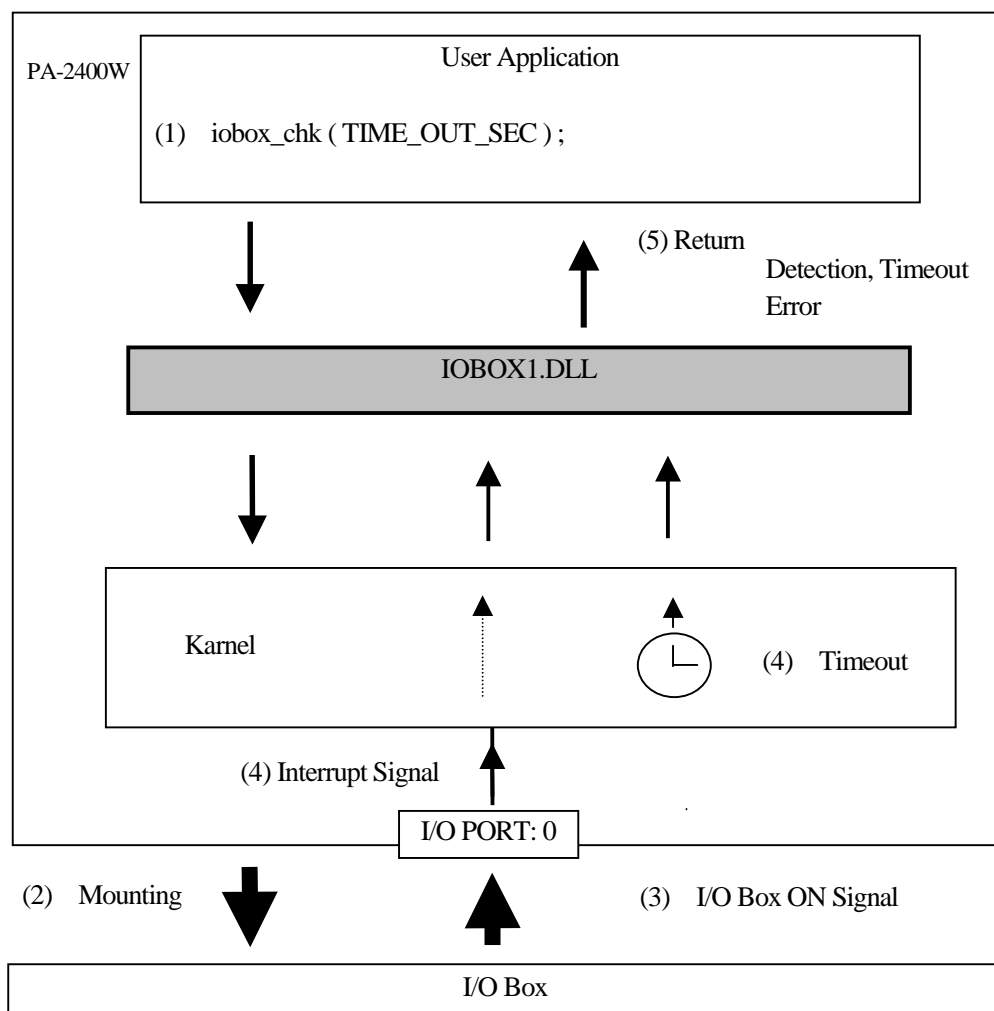 User Application
PA-2400W
(1) iobox_chk ( TIME_OUT_SEC ) ;
(5) Return
Detection, Timeout
Error
IOBOX1.DLL
Karnel
(4) Timeout
(4) Interrupt Signal
I/O PORT: 0
(2) Mounting
(3) I/O Box ON Signal
I/O Box